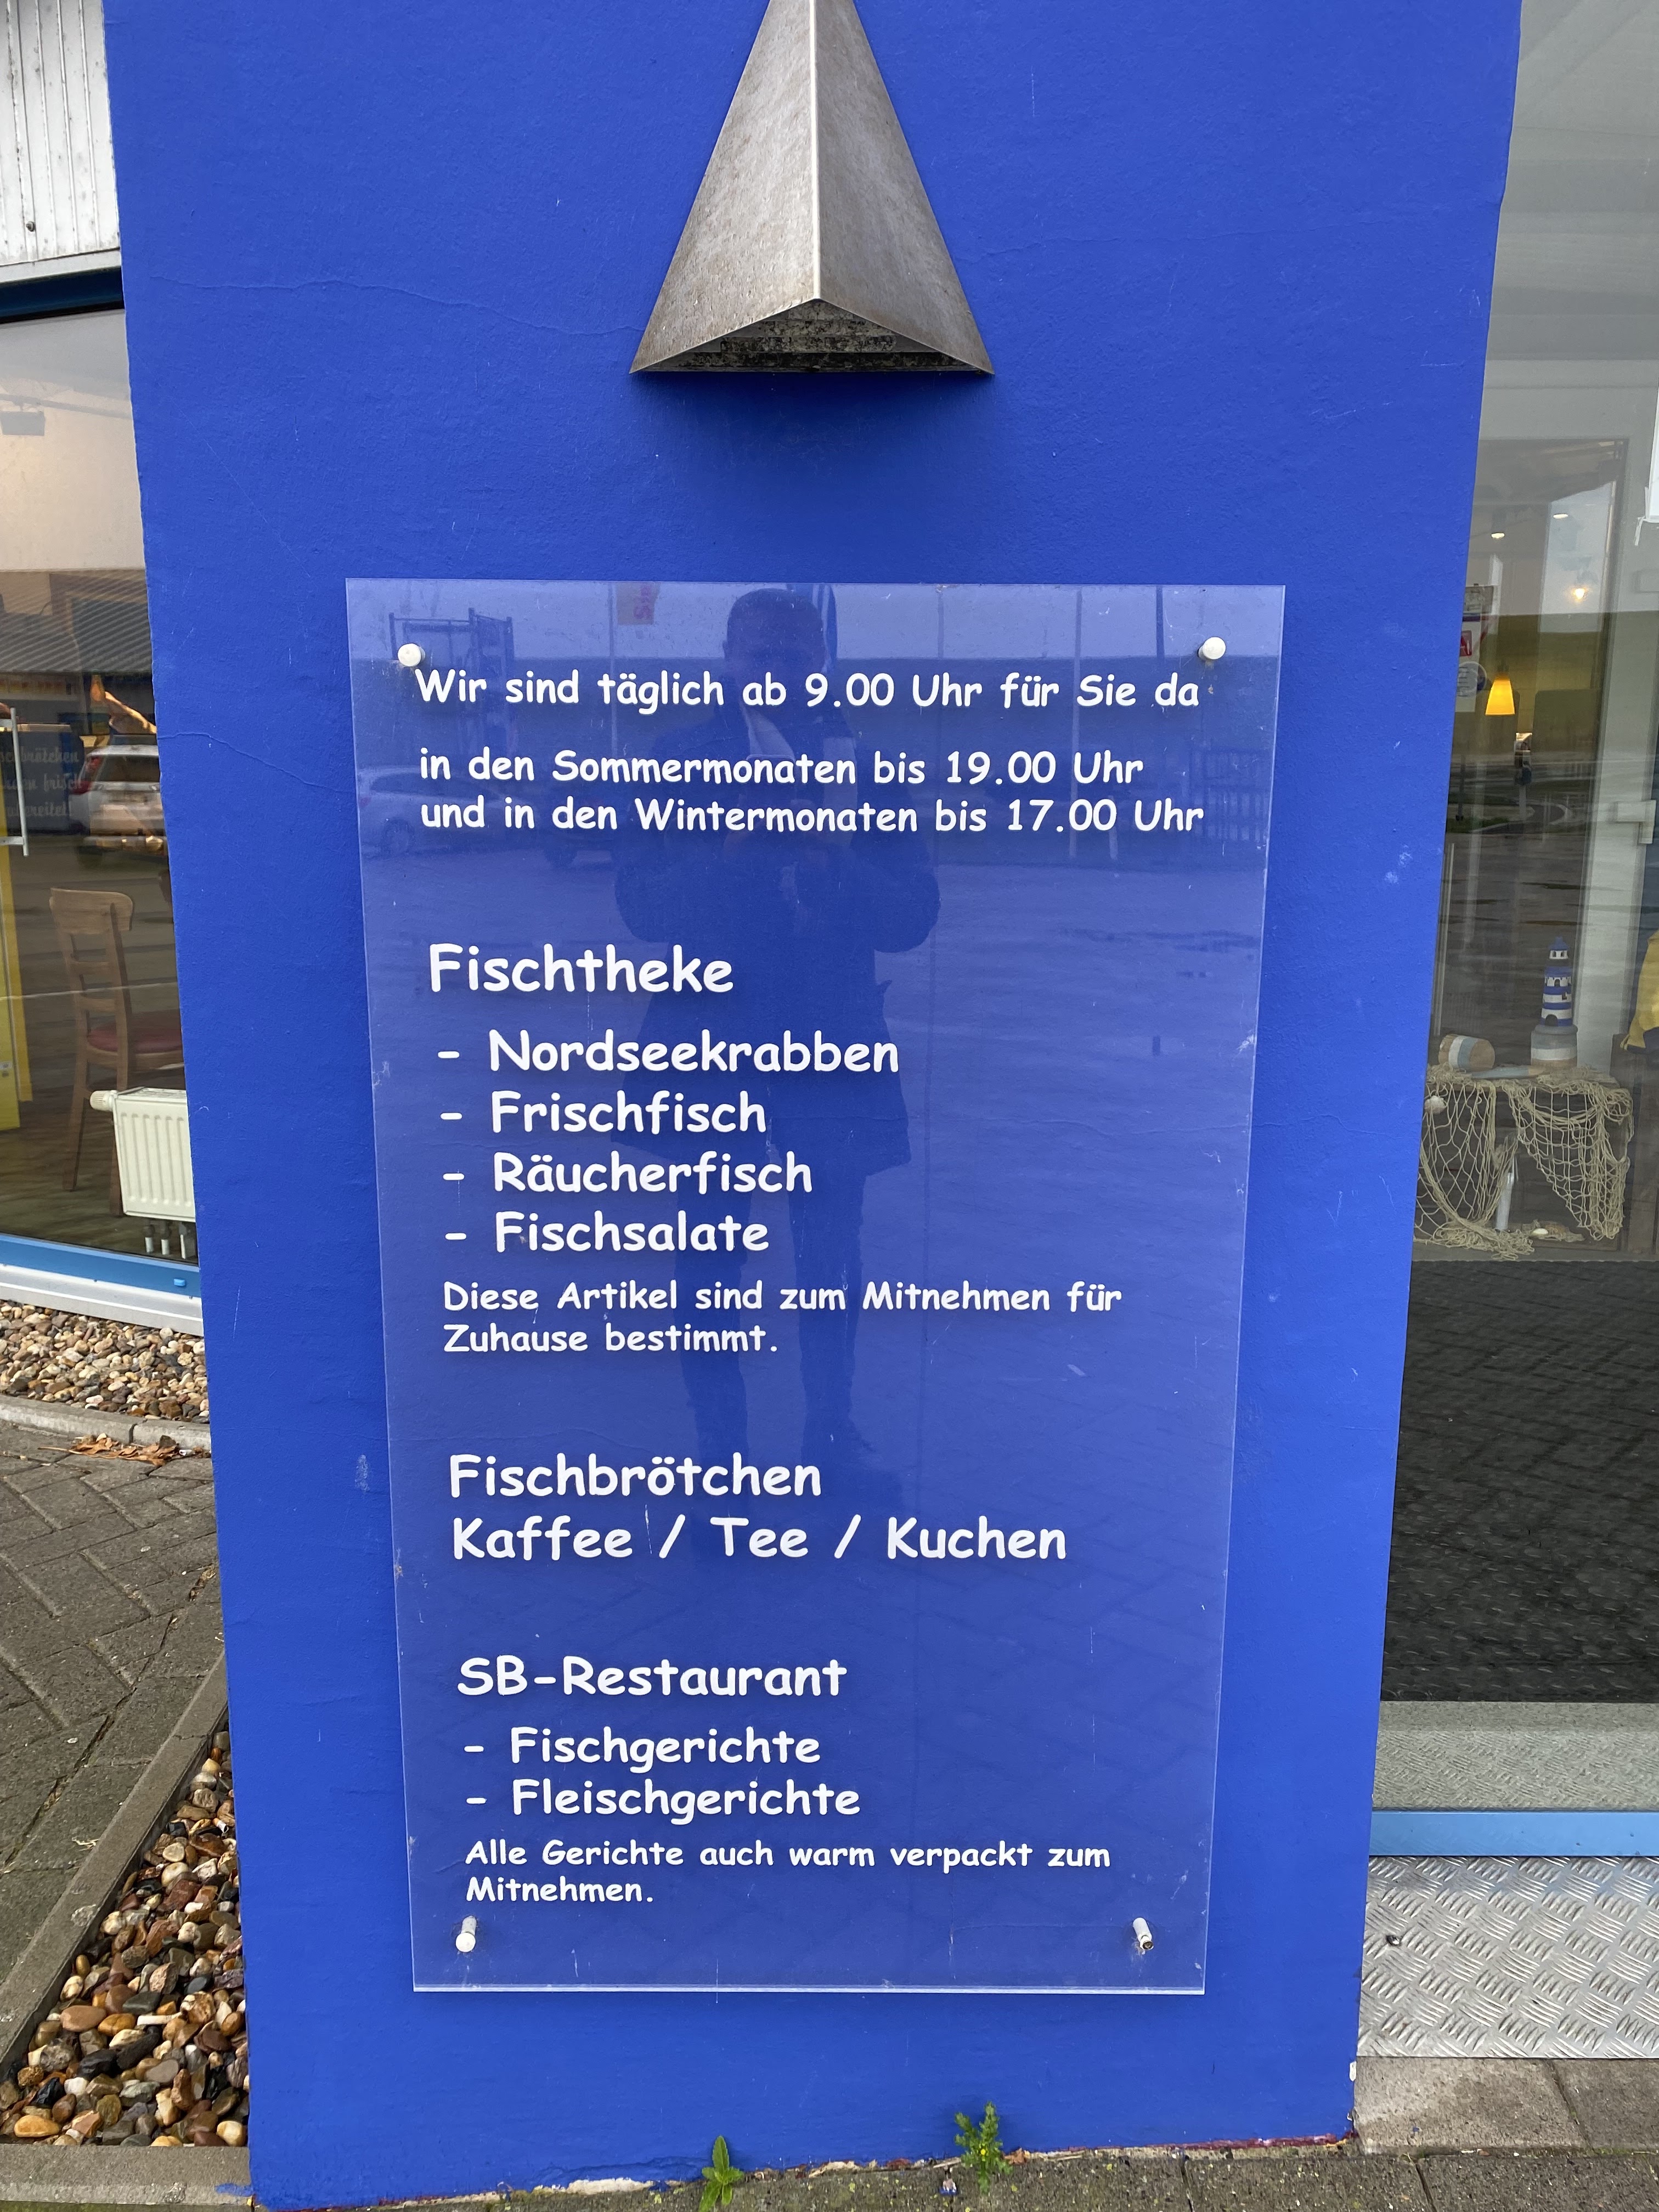 Wir sind täglich ab 9.00 Uhr für Sie da
in den Sommermonaten bis 19.00 Uhr
und in den Wintermonaten bis 17.00 Uhr
Fischtheke
- Nordseekrabben
- Frischfisch
- Räucherfisch
- Fischsalate
Diese Artikel sind zum Mitnehmen für
Zuhause bestimmt.
Fischbrötchen
Kaffee / Tee / Kuchen
SB-Restaurant
- Fischgerichte
- Fleischgerichte
Alle Gerichte auch warm verpackt zum
Mitnehmen.